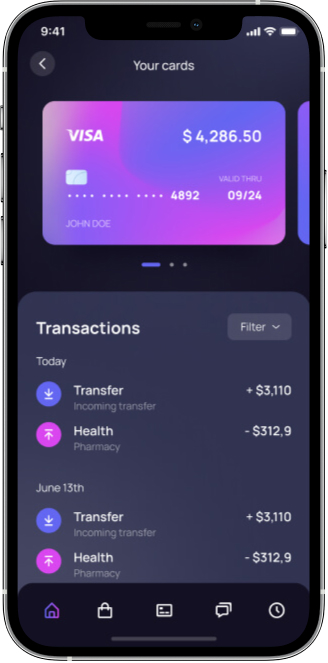 9:41
Your cards
VISA
$ 4,286.50
VALID THRU
•••• •••• •••• 4892 09/24
JOHN DOE
Transactions
Filter
Today
Transfer + $3,110
Incoming transfer
Health - $312,9
Pharmacy
June 13th
Transfer + $3,110
Incoming transfer
Health - $312,9
Pharmacy